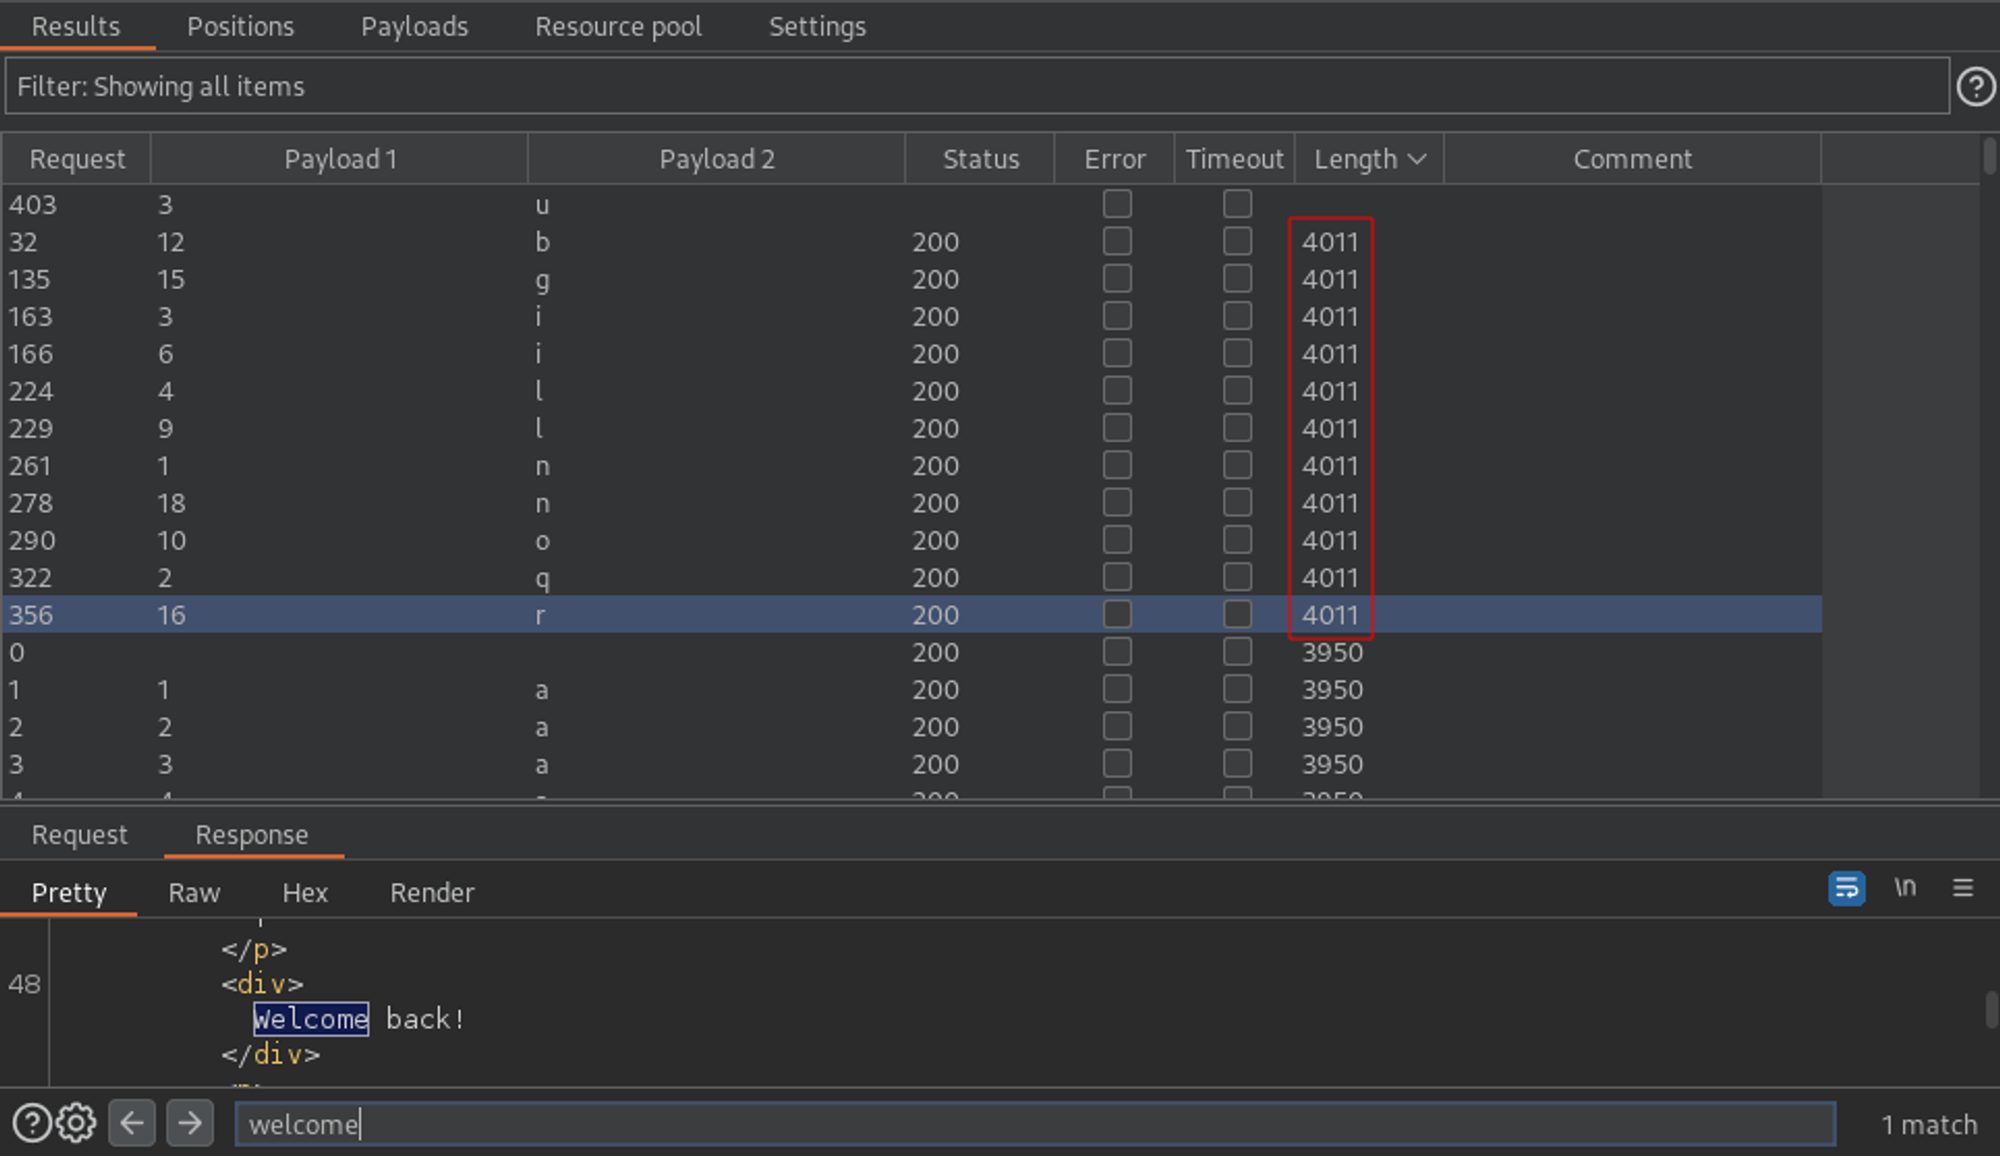 Results Positions Payloads Resource pool Settings
Filter: Showing all items
Request Payload 1 Payload 2 Status Error Timeout Length Comment
403 3 u
32 12 b 200 4011
135 15 g 200 4011
163 3 i 200 4011
166 6 i 200 4011
224 4 l 200 4011
229 9 l 200 4011
261 1 n 200 4011
278 18 n 200 4011
290 10 o 200 4011
322 2 q 200 4011
356 16 r 200 4011
0 200 3950
1 1 a 200 3950
2 2 a 200 3950
3 3 a 200 3950
Request Response
Pretty Raw Hex Render \n
</p>
48 <div>
Welcome back!
</div>
welcome 1 match